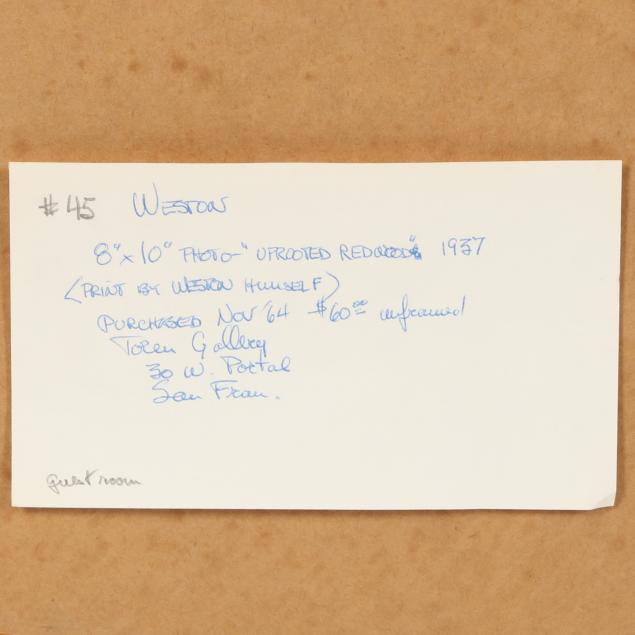 #45 WESTON
8"x10" PHOTO-"UPROOTED REDWOOD" 1937
(PRINT BY WESTON HIMSELF)
PURCHASED NOV '64 $60.00 unframed
Toren Gallery
30 W. Portal
San Fran.
guest room